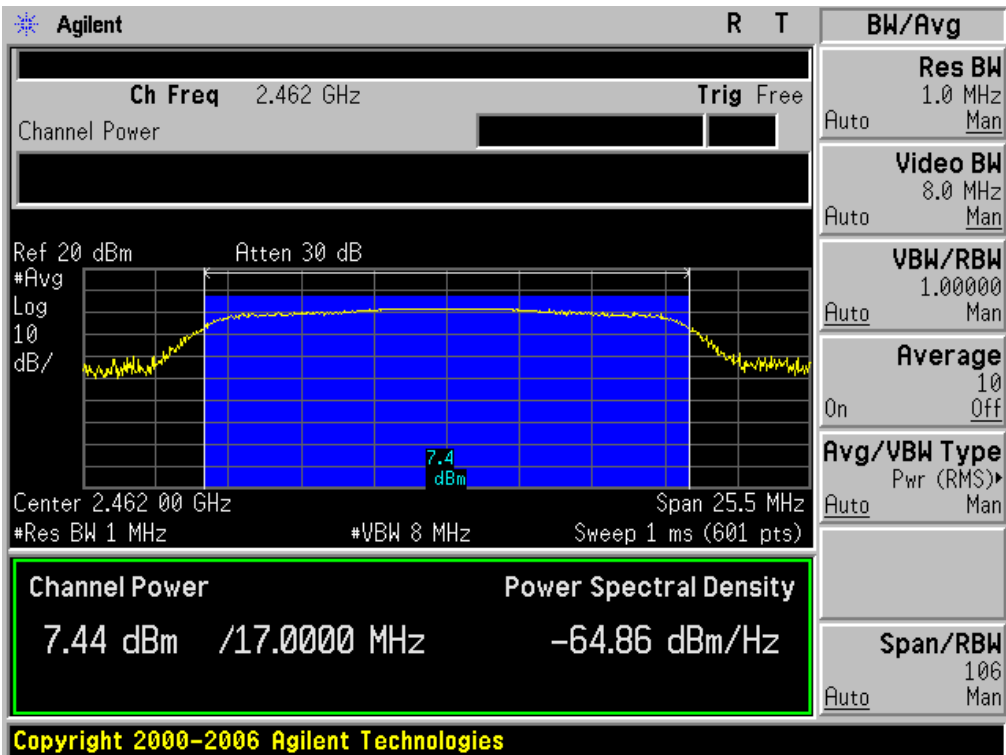 Agilent R T
BW/Avg
Ch Freq 2.462 GHz Trig Free
Channel Power
Ref 20 dBm Atten 30 dB
#Avg
Log
10
dB/
7.4
dBm
Center 2.462 00 GHz Span 25.5 MHz
#Res BW 1 MHz #VBW 8 MHz Sweep 1 ms (601 pts)
Channel Power Power Spectral Density
7.44 dBm /17.0000 MHz -64.86 dBm/Hz
Res BW
1.0 MHz
Auto Man
Video BW
8.0 MHz
Auto Man
VBW/RBW
1.00000
Auto Man
Average
10
On Off
Avg/VBW Type
Pwr (RMS)▸
Auto Man
Span/RBW
106
Auto Man
Copyright 2000-2006 Agilent Technologies